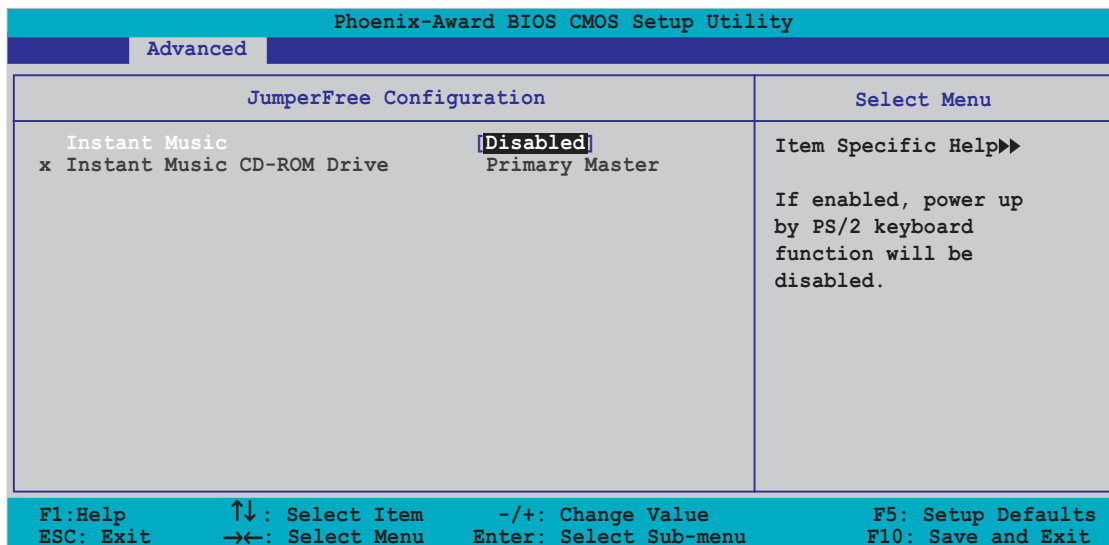 Phoenix-Award BIOS CMOS Setup Utility
Advanced
JumperFree Configuration
Select Menu
Instant Music [Disabled]
x Instant Music CD-ROM Drive Primary Master
Item Specific Help▶▶
If enabled, power up
by PS/2 keyboard
function will be
disabled.
F1:Help ↑↓: Select Item -/+: Change Value F5: Setup Defaults
ESC: Exit →←: Select Menu Enter: Select Sub-menu F10: Save and Exit